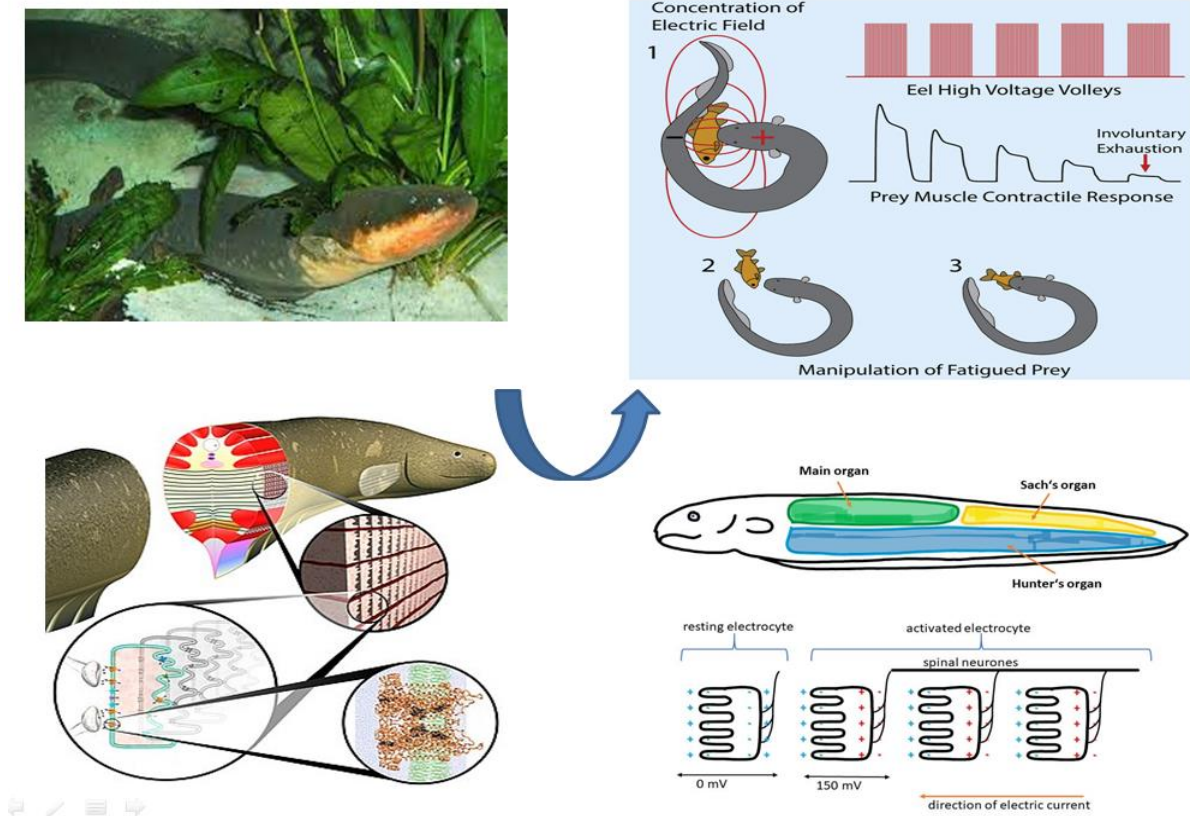 Concentration of
Electric Field
1
−
+
Eel High Voltage Volleys
Involuntary
Exhaustion
Prey Muscle Contractile Response
2
3
Manipulation of Fatigued Prey
Main organ
Sach's organ
Hunter's organ
resting electrocyte
activated electrocyte
spinal neurones
0 mV
150 mV
direction of electric current